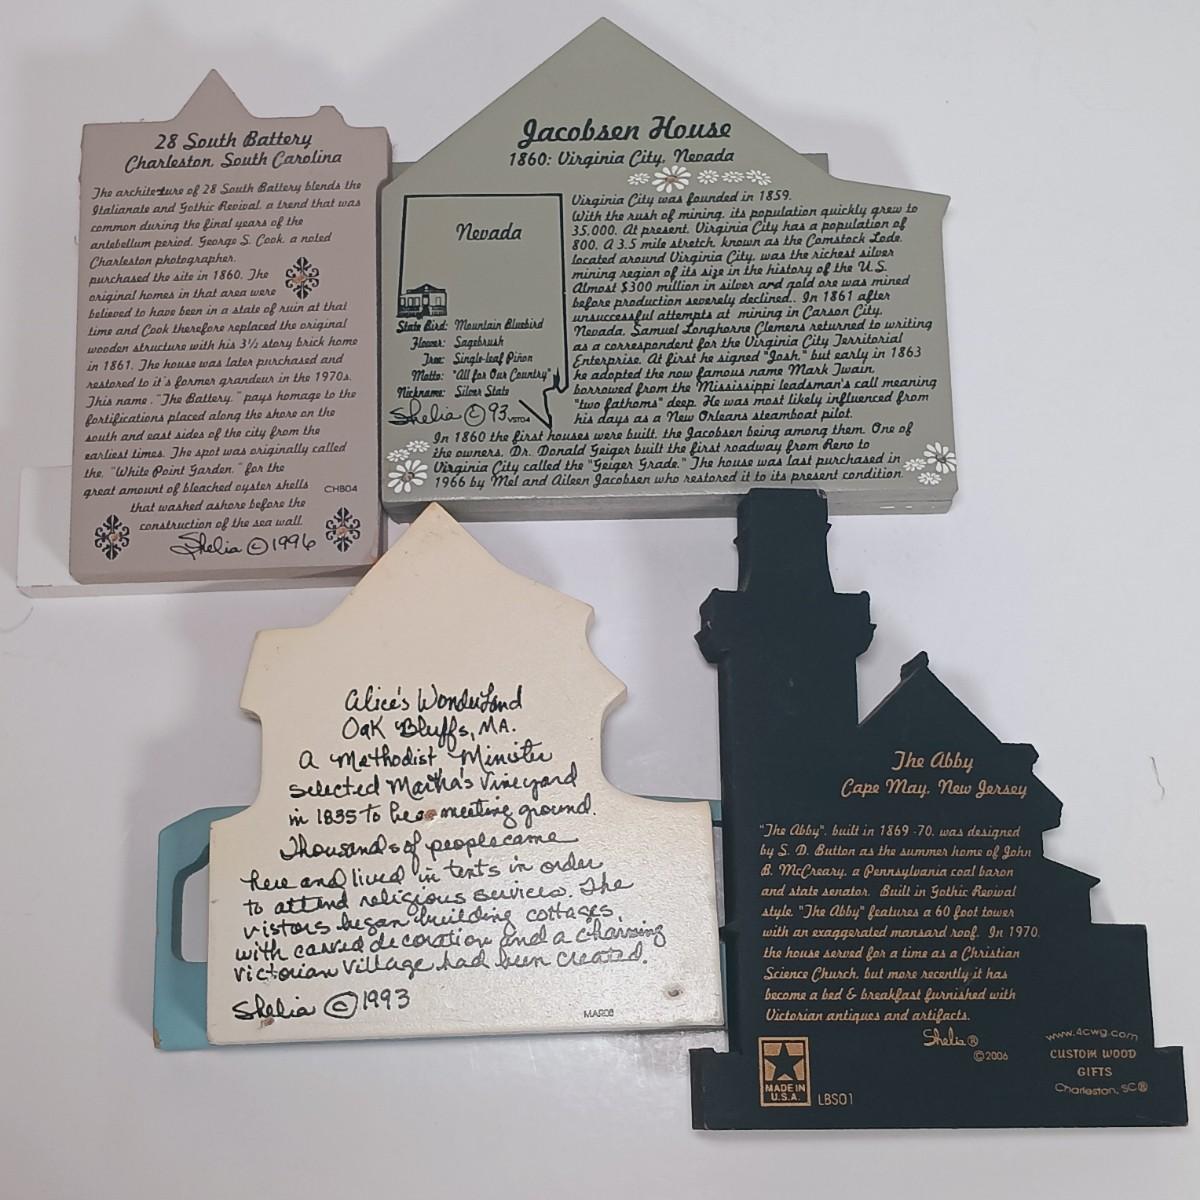 28 South Battery
Charleston, South Carolina
The architecture of 28 South Battery blends the
Italianate and Gothic Revival, a trend that was
common during the final years of the
antebellum period. George S. Cook, a noted
Charleston photographer,
purchased the site in 1860. The
original homes in that area were
believed to have been in a state of ruin at that
time and Cook therefore replaced the original
wooden structure with his 3½ story brick home
in 1861. The house was later purchased and
restored to it's former grandeur in the 1970s.
This name, "The Battery," pays homage to the
fortifications placed along the shore on the
south and east sides of the city from the
earliest times. The spot was originally called
the, "White Point Garden," for the
great amount of bleached oyster shells
that washed ashore before the
construction of the sea wall.
CHB04
Shelia © 1996
Jacobsen House
1860: Virginia City, Nevada
Nevada
State Bird: Mountain Bluebird
Flower: Sagebrush
Tree: Single-leaf Piñon
Motto: "All for Our Country"
Nickname: Silver State
Shelia © 93 VST04
Virginia City was founded in 1859.
With the rush of mining, its population quickly grew to
35,000. At present, Virginia City has a population of
800. A 3.5 mile stretch, known as the Comstock Lode,
located around Virginia City, was the richest silver
mining region of its size in the history of the U.S.
Almost $300 million in silver and gold ore was mined
before production severely declined.. In 1861 after
unsuccessful attempts at mining in Carson City,
Nevada, Samuel Longhorne Clemens returned to writing
as a correspondent for the Virginia City Territorial
Enterprise. At first he signed "Josh," but early in 1863
he adopted the now famous name Mark Twain,
borrowed from the Mississippi leadsman's call meaning
"two fathoms" deep. He was most likely influenced from
his days as a New Orleans steamboat pilot.
In 1860 the first houses were built, the Jacobsen being among them. One of
the owners, Dr. Donald Geiger built the first roadway from Reno to
Virginia City called the "Geiger Grade." The house was last purchased in
1966 by Mel and Aileen Jacobsen who restored it to its present condition.
Alice's Wonderland
Oak Bluffs, MA.
A Methodist Minister
selected Martha's Vineyard
in 1835 to be a meeting ground.
Thousands of people came
here and lived in tents in order
to attend religious services. The
vistors began building cottages,
with carved decoration and a charming
victorian village had been created.
Shelia © 1993
MAR08
The Abby
Cape May, New Jersey
"The Abby", built in 1869-70, was designed
by S. D. Button as the summer home of John
B. McCreary, a Pennsylvania coal baron
and state senator. Built in Gothic Revival
style, "The Abby" features a 60 foot tower
with an exaggerated mansard roof. In 1970,
the house served for a time as a Christian
Science Church, but more recently it has
become a bed & breakfast furnished with
Victorian antiques and artifacts.
Shelia®
©2006
MADE IN
U.S.A.
LBS01
www.4cwg.com
CUSTOM WOOD
GIFTS
Charleston, SC®